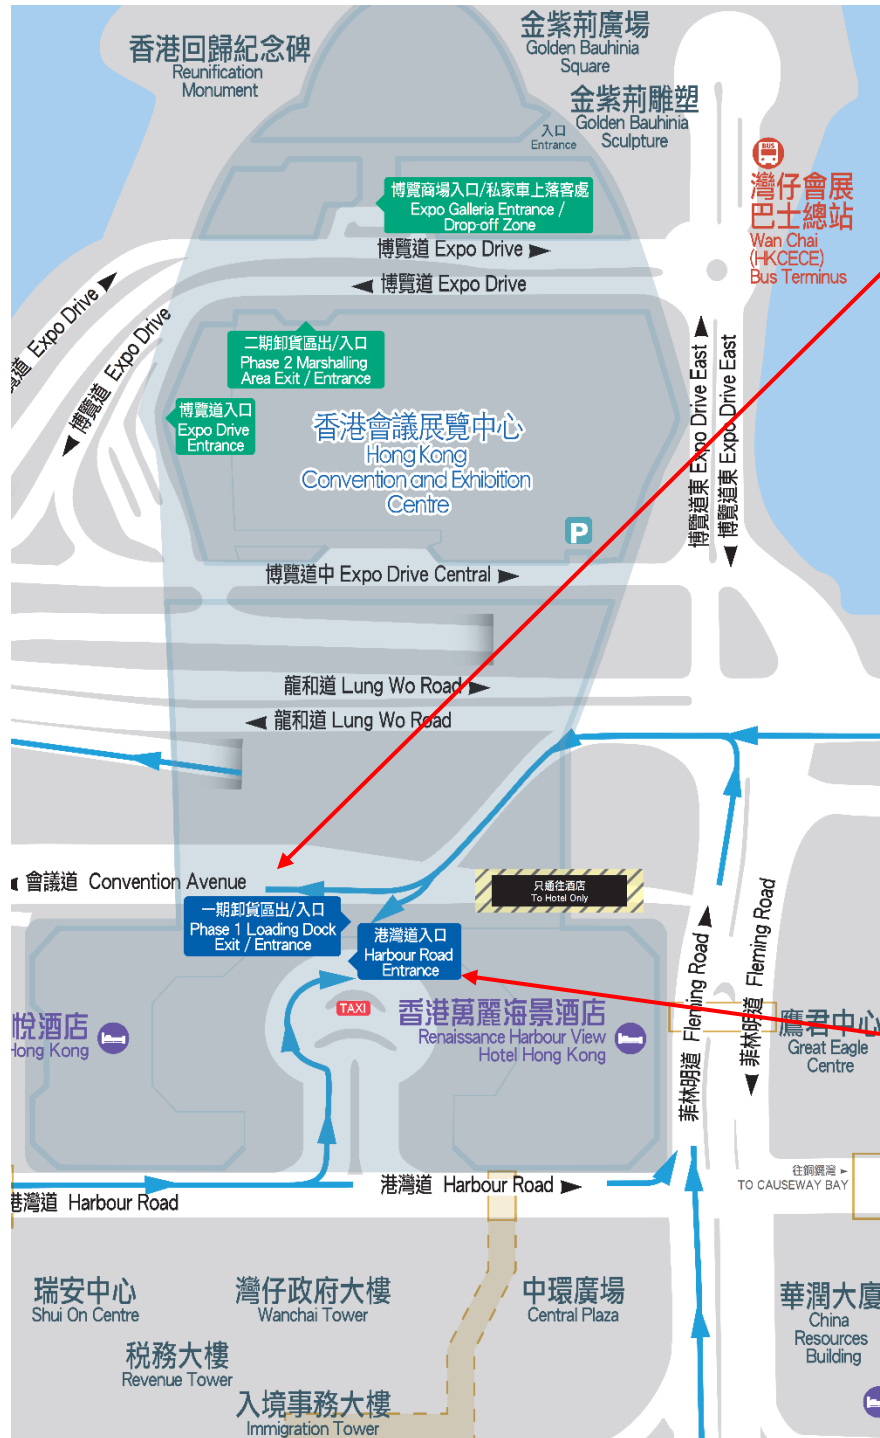 香港回歸紀念碑
Reunification
Monument
金紫荊廣場
Golden Bauhinia
Square
金紫荊雕塑
Golden Bauhinia
Sculpture
入口
Entrance
BUS
灣仔會展
巴士總站
Wan Chai
(HKCECE)
Bus Terminus
博覽商場入口/私家車上落客處
Expo Galleria Entrance /
Drop-off Zone
博覽道 Expo Drive
博覽道 Expo Drive
覽道 Expo Drive
博覽道 Expo Drive
二期卸貨區出/入口
Phase 2 Marshalling
Area Exit / Entrance
博覽道入口
Expo Drive
Entrance
香港會議展覽中心
Hong Kong
Convention and Exhibition
Centre
P
博覽道東 Expo Drive East
博覽道東 Expo Drive East
博覽道中 Expo Drive Central
龍和道 Lung Wo Road
龍和道 Lung Wo Road
會議道 Convention Avenue
只通往酒店
To Hotel Only
一期卸貨區出/入口
Phase 1 Loading Dock
Exit / Entrance
港灣道入口
Harbour Road
Entrance
TAXI
悅酒店
Hong Kong
香港萬麗海景酒店
Renaissance Harbour View
Hotel Hong Kong
菲林明道 Fleming Road
菲林明道 Fleming Road
鷹君中心
Great Eagle
Centre
往銅鑼灣
TO CAUSEWAY BAY
港灣道 Harbour Road
港灣道 Harbour Road
瑞安中心
Shui On Centre
灣仔政府大樓
Wanchai Tower
中環廣場
Central Plaza
華潤大廈
China
Resources
Building
税務大樓
Revenue Tower
入境事務大樓
Immigration Tower